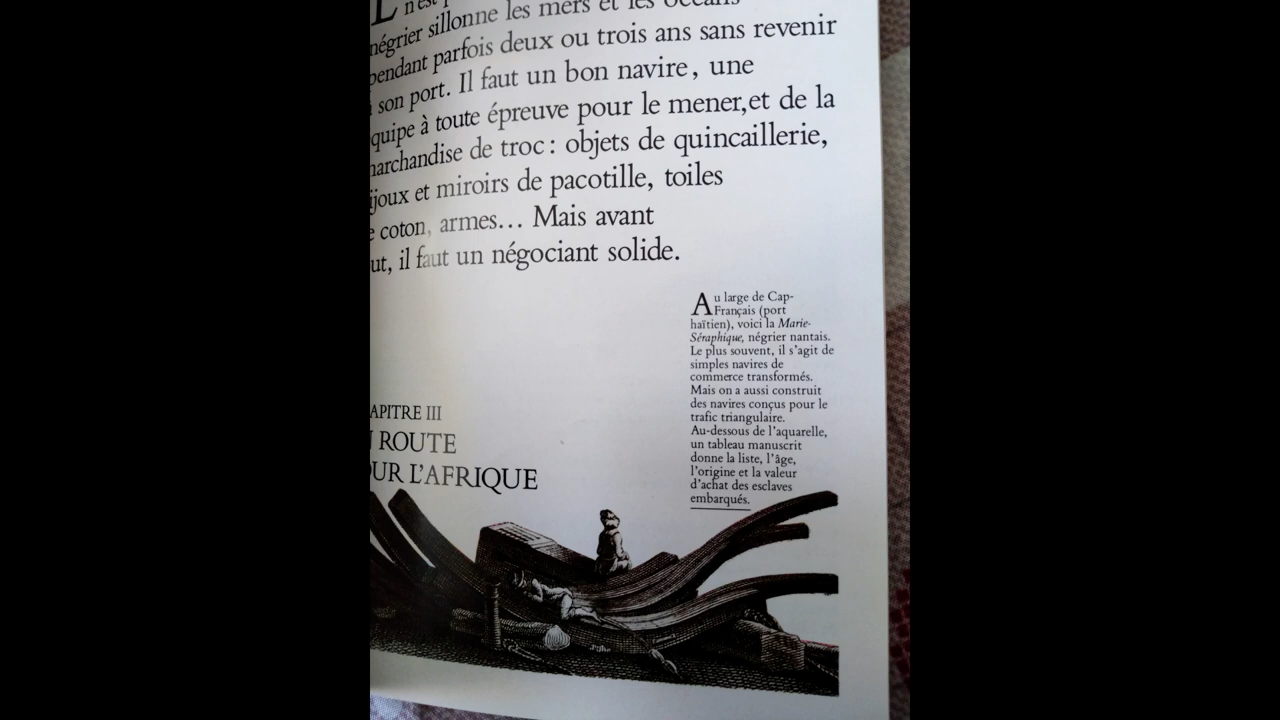 L n'est
négrier sillonne les mers et les océans
pendant parfois deux ou trois ans sans revenir
son port. Il faut un bon navire, une
quipe à toute épreuve pour le mener, et de la
marchandise de troc : objets de quincaillerie,
ijoux et miroirs de pacotille, toiles
e coton, armes... Mais avant
ut, il faut un négociant solide.
Au large de Cap-
Français (port
haïtien), voici la Marie-
Séraphique, négrier nantais.
Le plus souvent, il s'agit de
simples navires de
commerce transformés.
Mais on a aussi construit
des navires conçus pour le
trafic triangulaire.
Au-dessous de l'aquarelle,
un tableau manuscrit
donne la liste, l'âge,
l'origine et la valeur
d'achat des esclaves
embarqués.
APITRE III
ROUTE
UR L'AFRIQUE